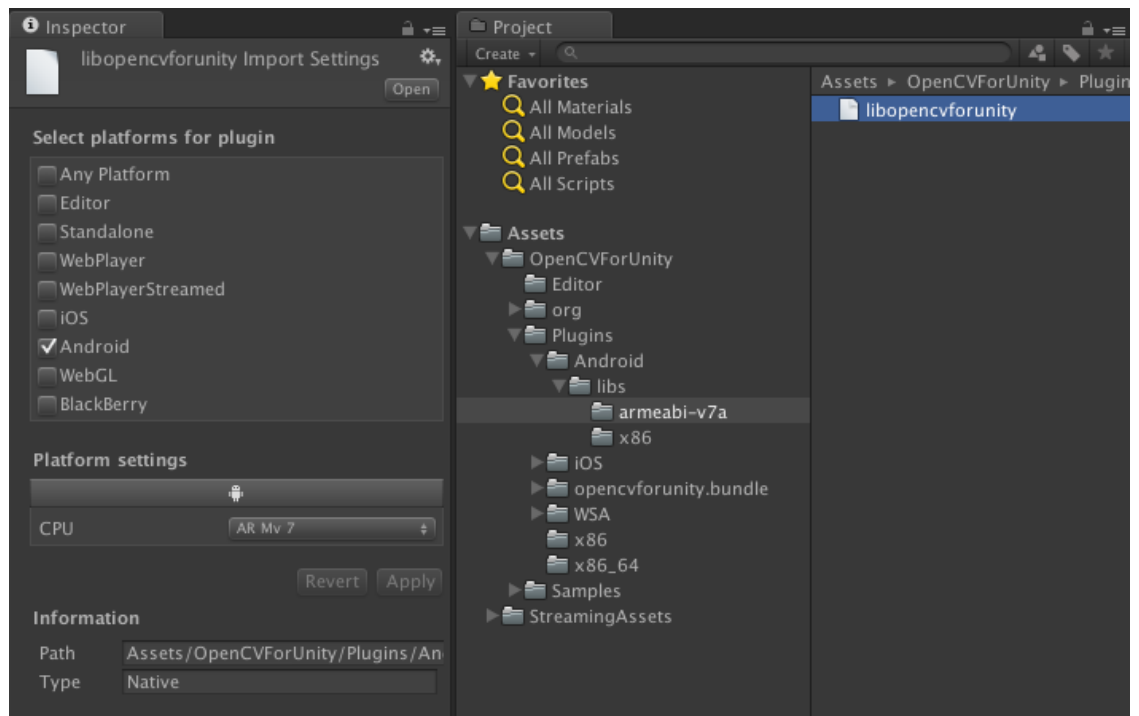 Inspector
libopencvforunity Import Settings
Open
Select platforms for plugin
Any Platform
Editor
Standalone
WebPlayer
WebPlayerStreamed
iOS
Android
WebGL
BlackBerry
Platform settings
CPU AR Mv 7
Revert Apply
Information
Path Assets/OpenCVForUnity/Plugins/An
Type Native
Project
Create
Favorites
All Materials
All Models
All Prefabs
All Scripts
Assets
OpenCVForUnity
Editor
org
Plugins
Android
libs
armeabi-v7a
x86
iOS
opencvforunity.bundle
WSA
x86
x86_64
Samples
StreamingAssets
Assets ▸ OpenCVForUnity ▸ Plugin
libopencvforunity